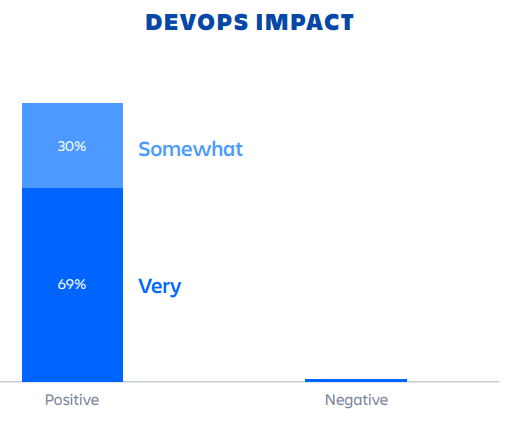 DEVOPS IMPACT
30%
Somewhat
69%
Very
Positive
Negative